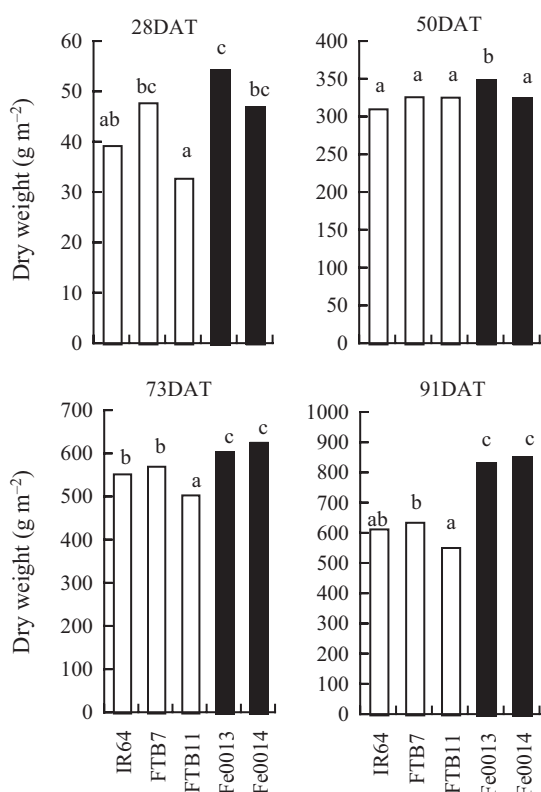 28DAT
Dry weight (g m⁻²)
60
50
40
30
20
10
0
ab
bc
a
c
bc
50DAT
400
350
300
250
200
150
100
50
0
a
a
a
b
a
73DAT
Dry weight (g m⁻²)
700
600
500
400
300
200
100
0
b
b
a
c
c
IR64
FTB7
FTB11
Fe0013
Fe0014
91DAT
1000
900
800
700
600
500
400
300
200
100
0
ab
b
a
c
c
IR64
FTB7
FTB11
Fe0013
Fe0014